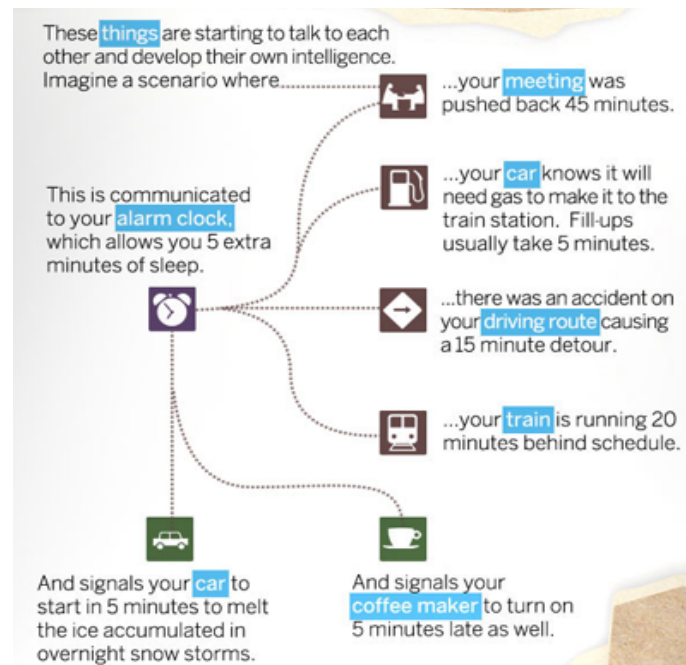 These things are starting to talk to each
other and develop their own intelligence.
Imagine a scenario where
...your meeting was
pushed back 45 minutes.
...your car knows it will
need gas to make it to the
train station. Fill-ups
usually take 5 minutes.
...there was an accident on
your driving route causing
a 15 minute detour.
...your train is running 20
minutes behind schedule.
This is communicated
to your alarm clock,
which allows you 5 extra
minutes of sleep.
And signals your car to
start in 5 minutes to melt
the ice accumulated in
overnight snow storms.
And signals your
coffee maker to turn on
5 minutes late as well.